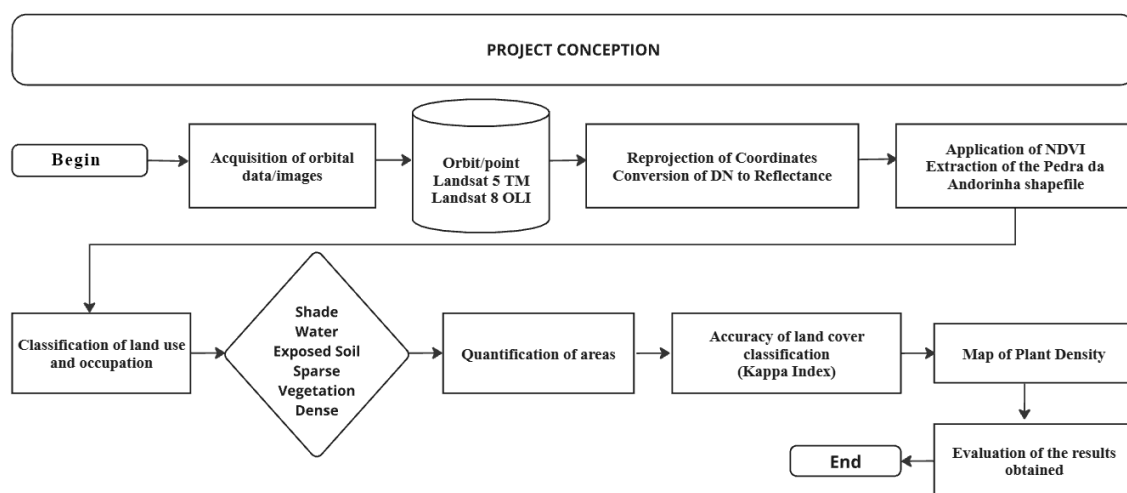 PROJECT CONCEPTION
Begin
Acquisition of orbital
data/images
Orbit/point
Landsat 5 TM
Landsat 8 OLI
Reprojection of Coordinates
Conversion of DN to Reflectance
Application of NDVI
Extraction of the Pedra da
Andorinha shapefile
Classification of land use
and occupation
Shade
Water
Exposed Soil
Sparse
Vegetation
Dense
Quantification of areas
Accuracy of land cover
classification
(Kappa Index)
Map of Plant Density
Evaluation of the results
obtained
End